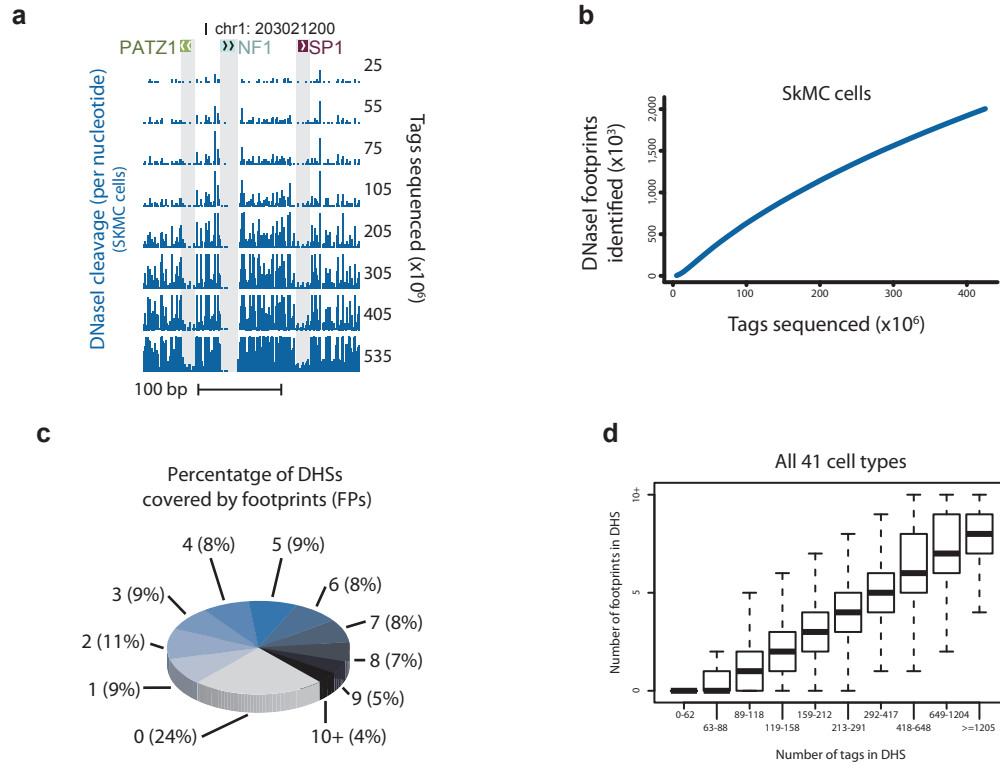 a
chr1: 203021200
PATZ1 NF1 SP1
DNaseI cleavage (per nucleotide)
(SKMC cells)
25
55
75
105
205
305
405
535
Tags sequenced (x10⁶)
100 bp
b
SkMC cells
DNaseI footprints
identified (x10³)
2,000
1,500
1,000
500
0
0 100 200 300 400
Tags sequenced (x10⁶)
c
Percentatge of DHSs
covered by footprints (FPs)
4 (8%)
5 (9%)
3 (9%)
6 (8%)
2 (11%)
7 (8%)
1 (9%)
8 (7%)
9 (5%)
0 (24%)
10+ (4%)
d
All 41 cell types
Number of footprints in DHS
10+
5
0
0-62
63-88
89-118
119-158
159-212
213-291
292-417
418-648
649-1204
>=1205
Number of tags in DHS